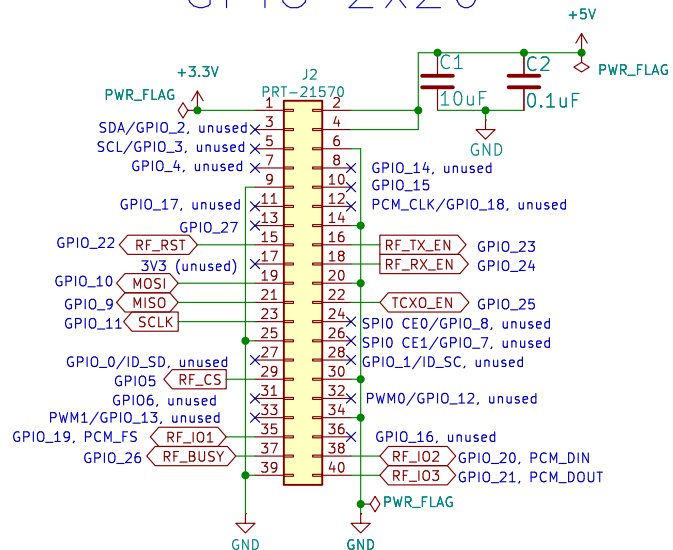 GPIO 2x20
+5V
C1
C2
PWR_FLAG
10uF
0.1uF
GND
+3.3V
PWR_FLAG
J2
PRT-21570
1 2
SDA/GPIO_2, unused 3 4
SCL/GPIO_3, unused 5 6
GPIO_4, unused 7 8 GPIO_14, unused
9 10 GPIO_15
GPIO_17, unused 11 12 PCM_CLK/GPIO_18, unused
GPIO_27 13 14
GPIO_22 RF_RST 15 16 RF_TX_EN GPIO_23
3V3 (unused) 17 18 RF_RX_EN GPIO_24
GPIO_10 MOSI 19 20
GPIO_9 MISO 21 22 TCXO_EN GPIO_25
GPIO_11 SCLK 23 24 SPI0 CE0/GPIO_8, unused
25 26 SPI0 CE1/GPIO_7, unused
GPIO_0/ID_SD, unused 27 28 GPIO_1/ID_SC, unused
GPIO5 RF_CS 29 30
GPIO6, unused 31 32 PWM0/GPIO_12, unused
PWM1/GPIO_13, unused 33 34
GPIO_19, PCM_FS RF_IO1 35 36 GPIO_16, unused
GPIO_26 RF_BUSY 37 38 RF_IO2 GPIO_20, PCM_DIN
39 40 RF_IO3 GPIO_21, PCM_DOUT
PWR_FLAG
GND
GND